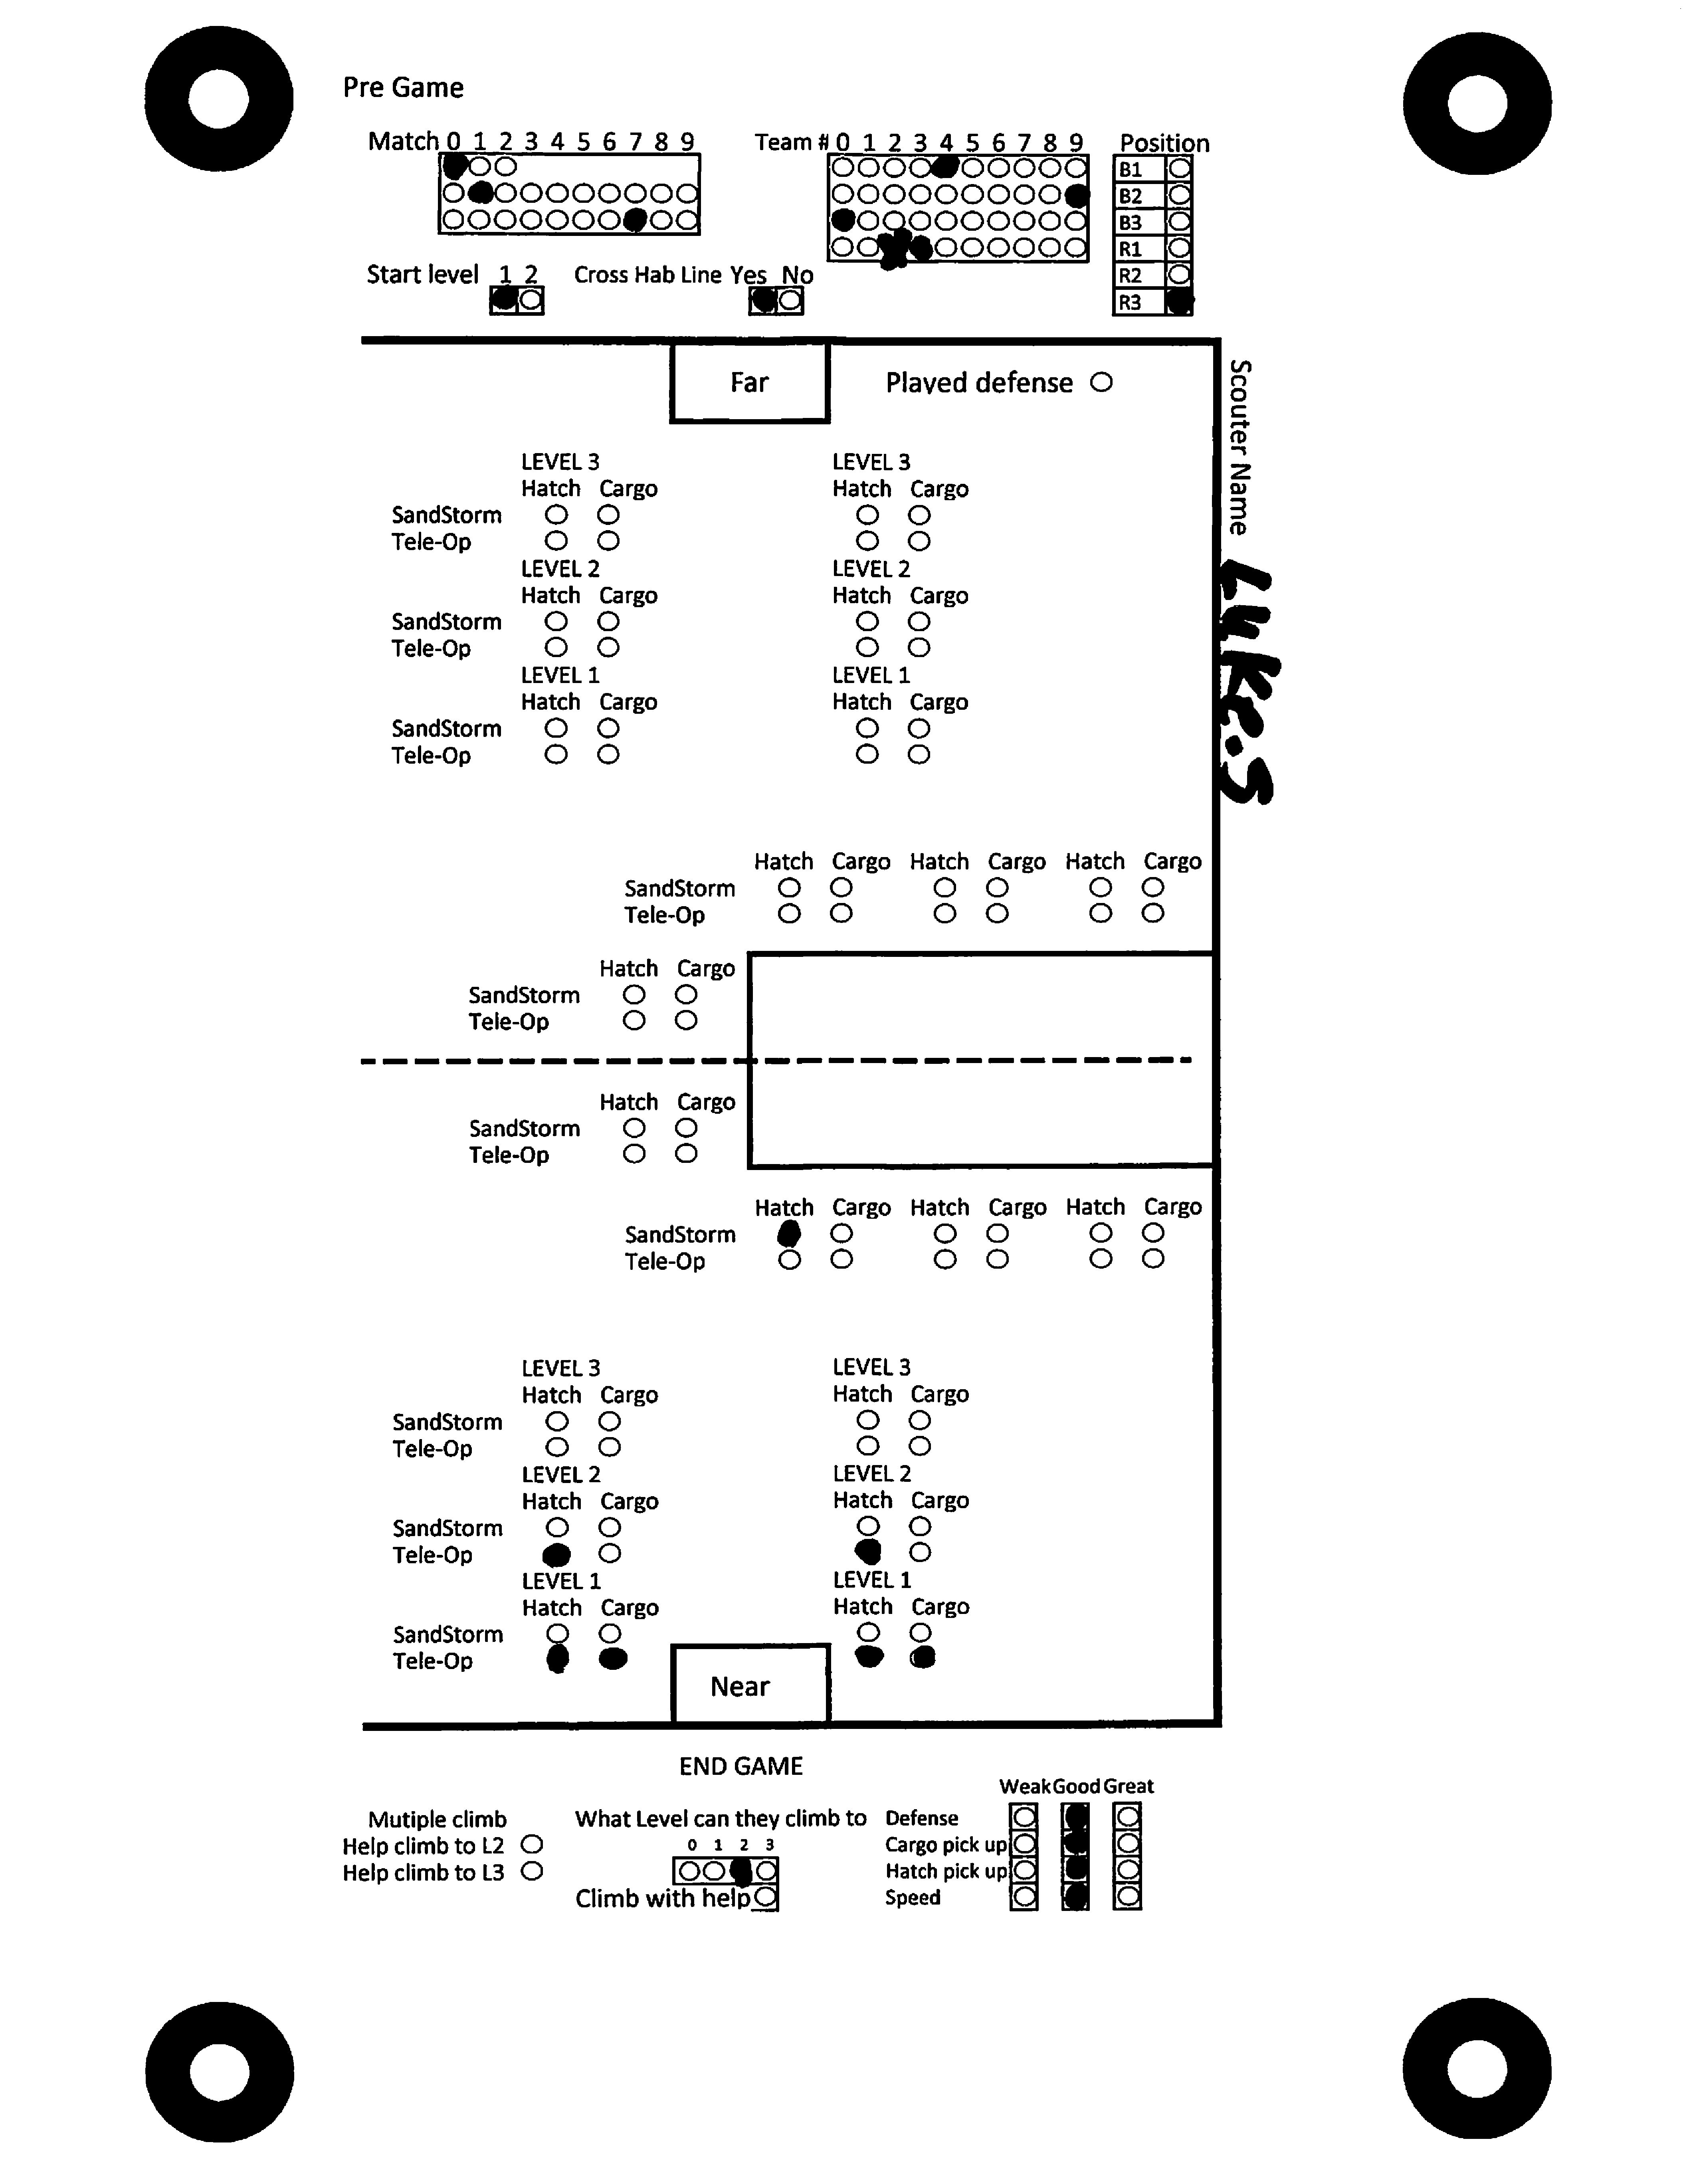 Pre Game
Match 0 1 2 3 4 5 6 7 8 9
Team # 0 1 2 3 4 5 6 7 8 9
Position
B1
B2
B3
R1
R2
R3
Start level 1 2
Cross Hab Line Yes No
Far
Played defense
Scouter Name Luke.S
LEVEL 3 LEVEL 3
Hatch Cargo Hatch Cargo
SandStorm
Tele-Op
LEVEL 2 LEVEL 2
Hatch Cargo Hatch Cargo
SandStorm
Tele-Op
LEVEL 1 LEVEL 1
Hatch Cargo Hatch Cargo
SandStorm
Tele-Op
Hatch Cargo Hatch Cargo Hatch Cargo
SandStorm
Tele-Op
Hatch Cargo
SandStorm
Tele-Op
Hatch Cargo
SandStorm
Tele-Op
Hatch Cargo Hatch Cargo Hatch Cargo
SandStorm
Tele-Op
LEVEL 3 LEVEL 3
Hatch Cargo Hatch Cargo
SandStorm
Tele-Op
LEVEL 2 LEVEL 2
Hatch Cargo Hatch Cargo
SandStorm
Tele-Op
LEVEL 1 LEVEL 1
Hatch Cargo Hatch Cargo
SandStorm
Tele-Op
Near
END GAME
Mutiple climb
Help climb to L2
Help climb to L3
What Level can they climb to
0 1 2 3
Climb with help
Weak Good Great
Defense
Cargo pick up
Hatch pick up
Speed